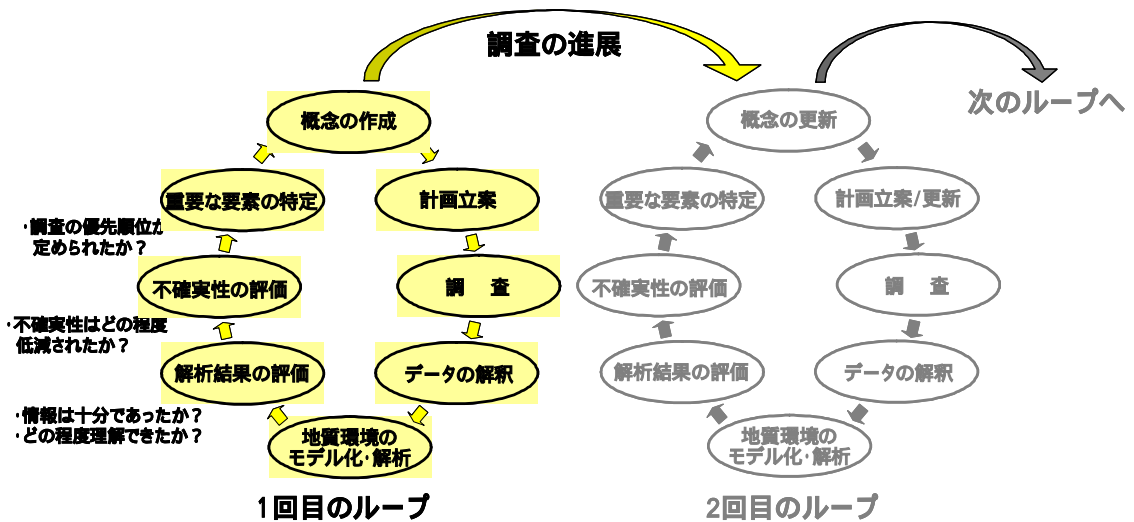 調査の進展
次のループへ
概念の作成
計画立案
調 査
データの解釈
地質環境の
モデル化･解析
解析結果の評価
不確実性の評価
重要な要素の特定
･調査の優先順位が
定められたか？
･不確実性はどの程度
低減されたか？
･情報は十分であったか？
･どの程度理解できたか？
1回目のループ
概念の更新
計画立案/更新
調 査
データの解釈
地質環境の
モデル化･解析
解析結果の評価
不確実性の評価
重要な要素の特定
2回目のループ